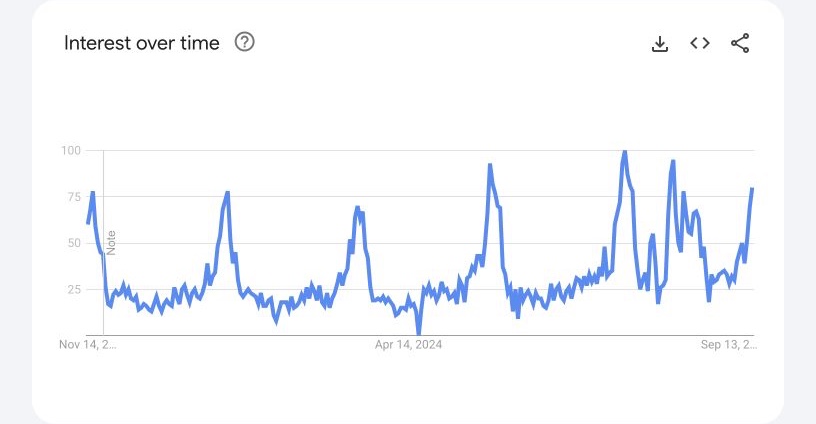 Interest over time
100
75
50
25
Note
Nov 14, 2...
Apr 14, 2024
Sep 13, 2...